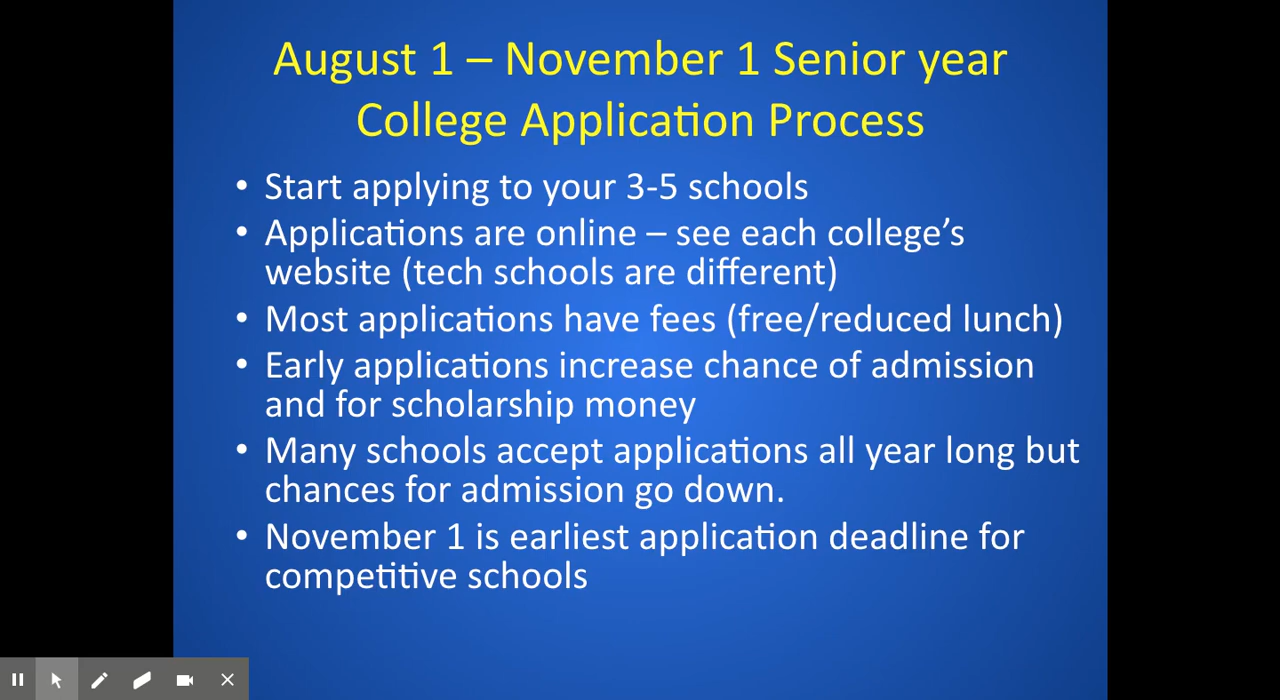 August 1 – November 1 Senior year
College Application Process
• Start applying to your 3-5 schools
• Applications are online – see each college’s
website (tech schools are different)
• Most applications have fees (free/reduced lunch)
• Early applications increase chance of admission
and for scholarship money
• Many schools accept applications all year long but
chances for admission go down.
• November 1 is earliest application deadline for
competitive schools